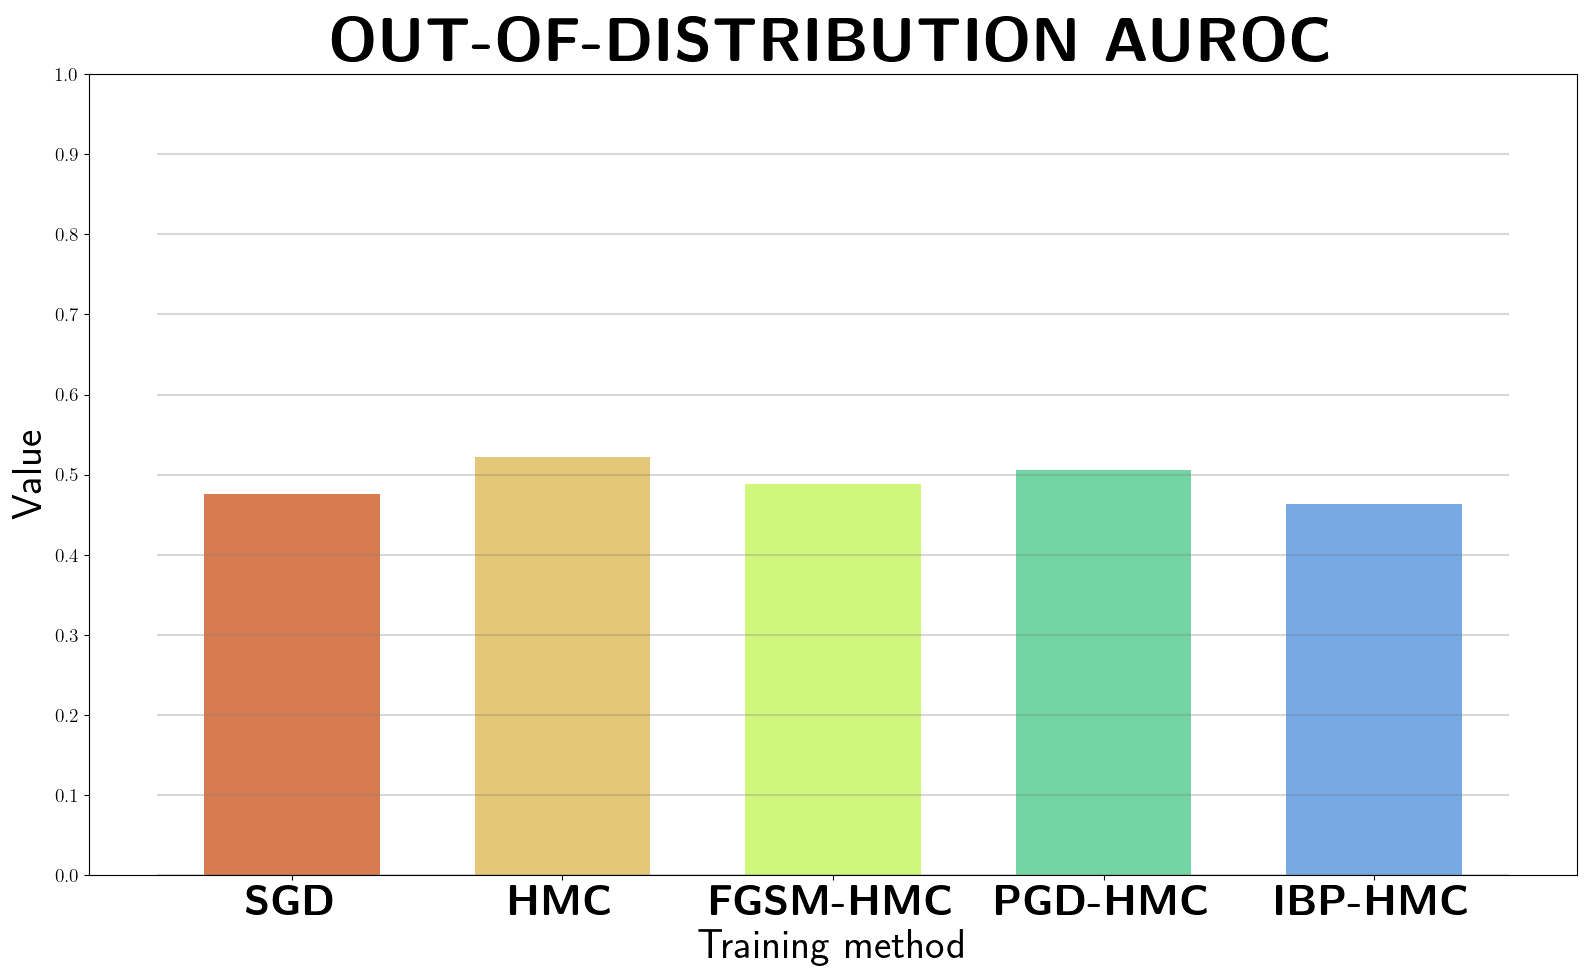 OUT-OF-DISTRIBUTION AUROC
1.0
0.9
0.8
0.7
0.6
0.5
0.4
0.3
0.2
0.1
0.0
Value
SGD HMC FGSM-HMC PGD-HMC IBP-HMC
Training method